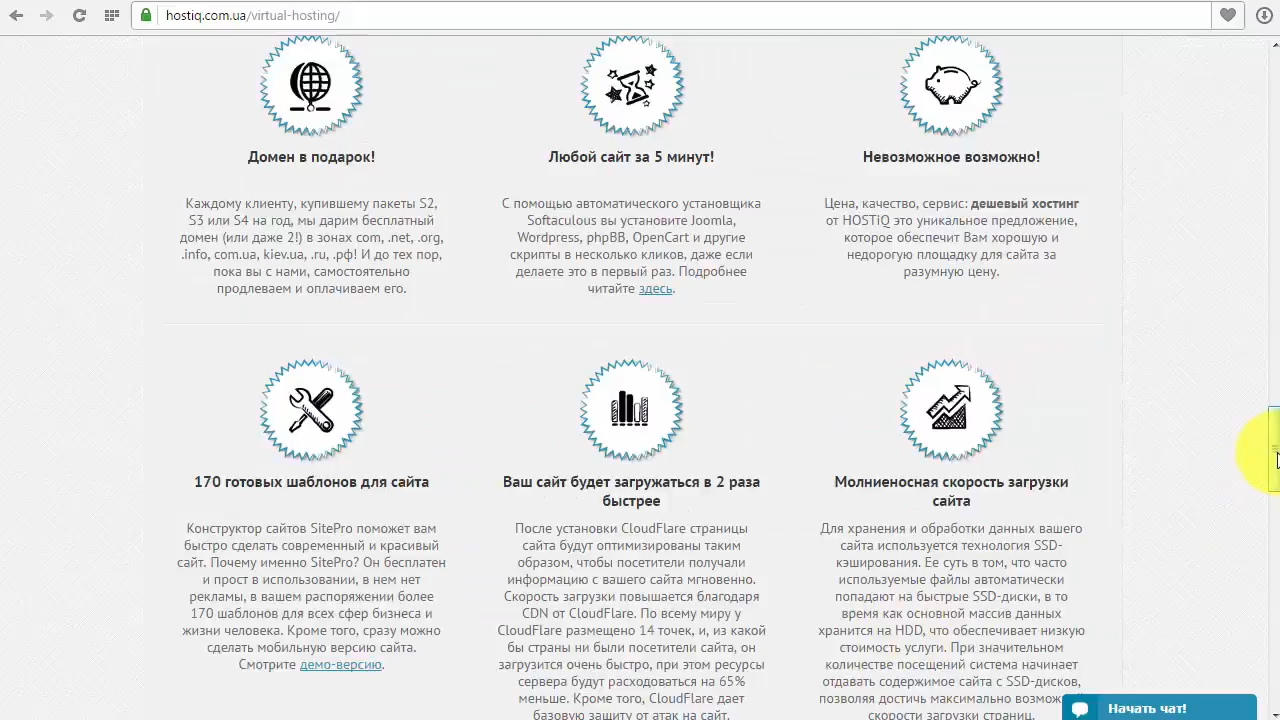 hostiq.com.ua/virtual-hosting/
Домен в подарок!
Каждому клиенту, купившему пакеты S2,
S3 или S4 на год, мы дарим бесплатный
домен (или даже 2!) в зонах com, .net, .org,
.info, com.ua, kiev.ua, .ru, .рф! И до тех пор,
пока вы с нами, самостоятельно
продлеваем и оплачиваем его.
Любой сайт за 5 минут!
С помощью автоматического установщика
Softaculous вы установите Joomla,
Wordpress, phpBB, OpenCart и другие
скрипты в несколько кликов, даже если
делаете это в первый раз. Подробнее
читайте здесь.
Невозможное возможно!
Цена, качество, сервис: дешевый хостинг
от HOSTiQ это уникальное предложение,
которое обеспечит Вам хорошую и
недорогую площадку для сайта за
разумную цену.
170 готовых шаблонов для сайта
Конструктор сайтов SitePro поможет вам
быстро сделать современный и красивый
сайт. Почему именно SitePro? Он бесплатен
и прост в использовании, в нем нет
рекламы, в вашем распоряжении более
170 шаблонов для всех сфер бизнеса и
жизни человека. Кроме того, сразу можно
сделать мобильную версию сайта.
Смотрите демо-версию.
Ваш сайт будет загружаться в 2 раза
быстрее
После установки CloudFlare страницы
сайта будут оптимизированы таким
образом, чтобы посетители получали
информацию с вашего сайта мгновенно.
Скорость загрузки повышается благодаря
CDN от CloudFlare. По всему миру у
CloudFlare размещено 14 точек, и, из какой
бы страны ни были посетители сайта, он
загрузится очень быстро, при этом ресурсы
сервера будут расходоваться на 65%
меньше. Кроме того, CloudFlare дает
базовую защиту от атак на сайт.
Молниеносная скорость загрузки
сайта
Для хранения и обработки данных вашего
сайта используется технология SSD-
кэширования. Ее суть в том, что часто
используемые файлы автоматически
попадают на быстрые SSD-диски, в то
время как основной массив данных
хранится на HDD, что обеспечивает низкую
стоимость услуги. При значительном
количестве посещений система начинает
отдавать содержимое сайта с SSD-дисков,
позволяя достичь максимально
скорости загрузки страниц.
Начать чат!